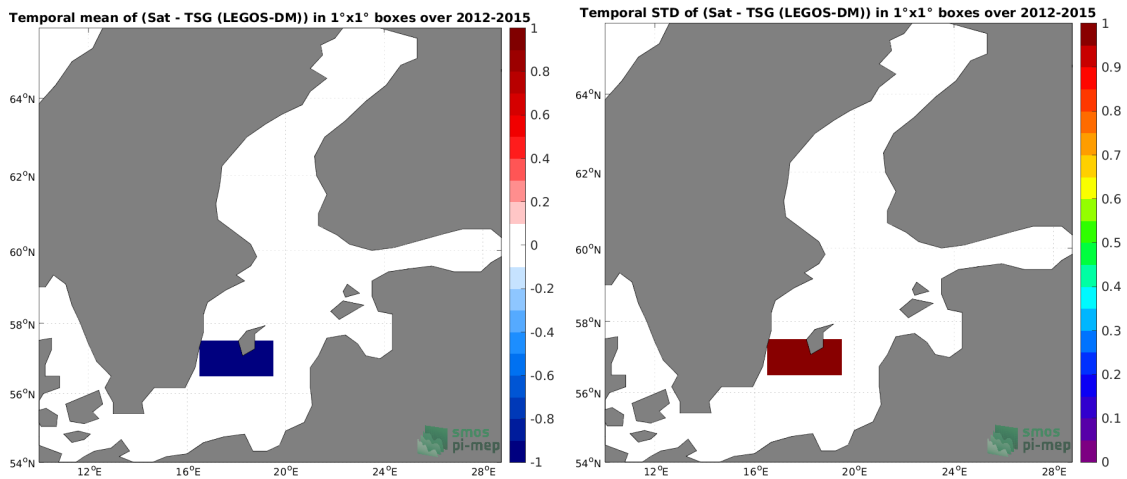 Temporal mean of (Sat - TSG (LEGOS-DM)) in 1°x1° boxes over 2012-2015
64°N
62°N
60°N
58°N
56°N
54°N
12°E
16°E
20°E
24°E
28°E
1
0.8
0.6
0.4
0.2
0
-0.2
-0.4
-0.6
-0.8
-1
smos
pi-mep
Temporal STD of (Sat - TSG (LEGOS-DM)) in 1°x1° boxes over 2012-2015
64°N
62°N
60°N
58°N
56°N
54°N
12°E
16°E
20°E
24°E
28°E
1
0.9
0.8
0.7
0.6
0.5
0.4
0.3
0.2
0.1
0
smos
pi-mep